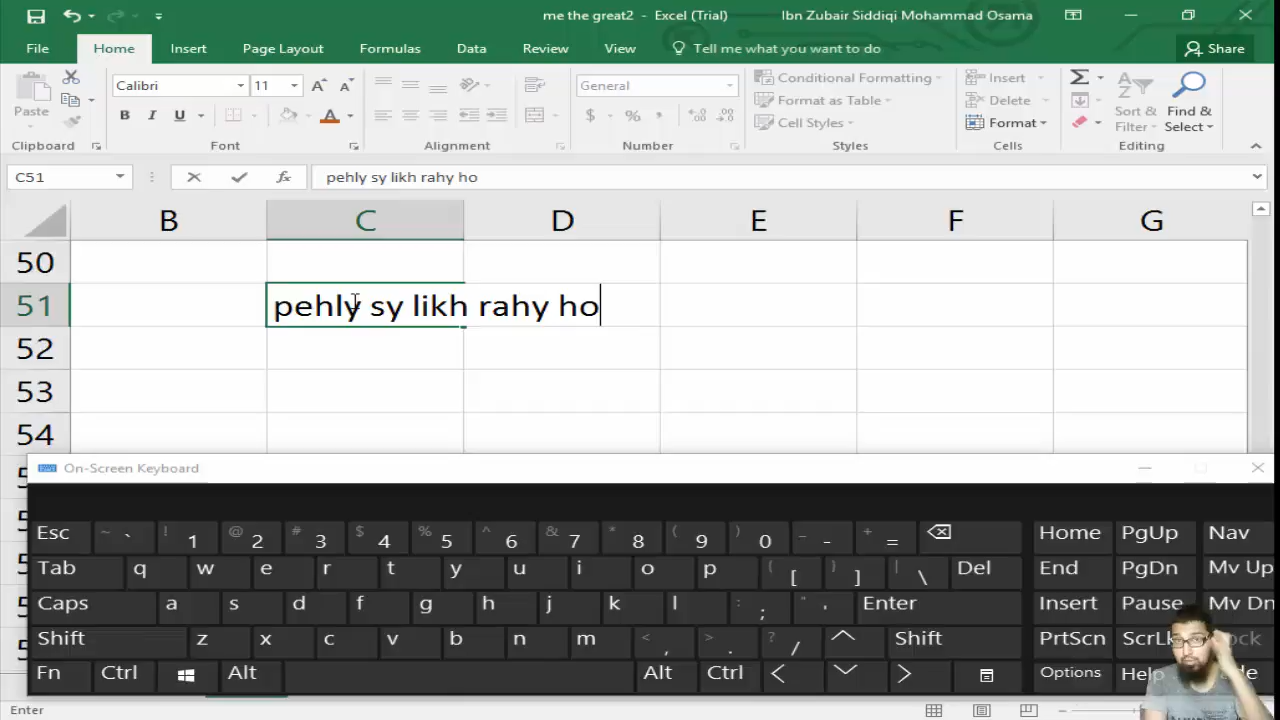 me the great2 - Excel (Trial) Ibn Zubair Siddiqi Mohammad Osama
File Home Insert Page Layout Formulas Data Review View Tell me what you want to do Share
Paste Calibri 11 General Conditional Formatting Insert
B I U $ % , Format as Table Delete Sort & Find &
Cell Styles Format Filter Select
Clipboard Font Alignment Number Styles Cells Editing
C51 fx pehly sy likh rahy ho
B C D E F G
50
51 pehly sy likh rahy ho
52
53
54
On-Screen Keyboard
Esc ~ ` ! 1 @ 2 # 3 $ 4 % 5 ^ 6 & 7 * 8 ( 9 ) 0 _ - + = Home PgUp Nav
Tab q w e r t y u i o p { [ } ] | \ Del End PgDn Mv Up
Caps a s d f g h j k l : ; " ' Enter Insert Pause Mv Dn
Shift z x c v b n m < , > . ? / Shift PrtScn ScrLk
Fn Ctrl Alt Alt Ctrl Options Help
Enter